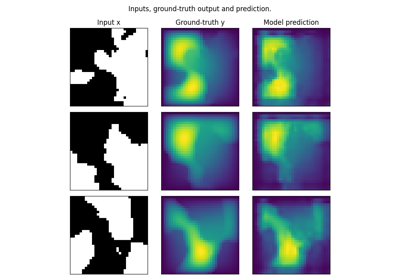 Inputs, ground-truth output and prediction.
Input x
Ground-truth y
Model prediction